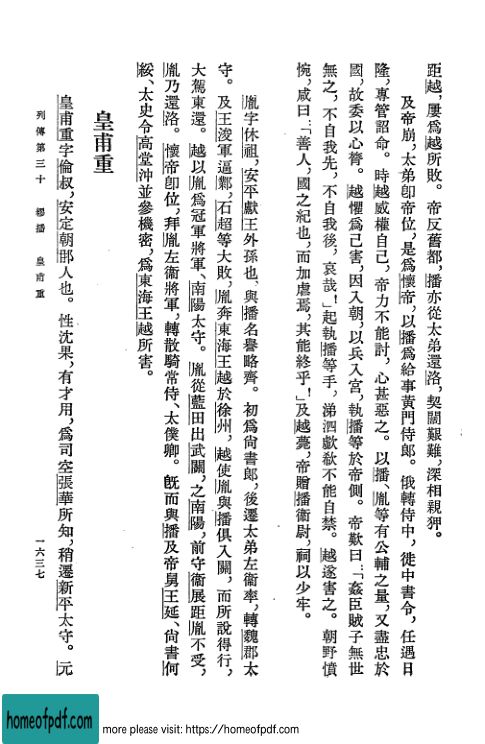 距越，屢爲越所敗。帝反舊都，播亦從太弟還洛，契闊艱難，深相親狎。
及帝崩，太弟卽帝位，是爲懷帝，以播爲給事黃門侍郞。俄轉侍中，徙中書令，任遇日
隆，專管詔命。時越威權自己，帝力不能討，心甚惡之。以播、胤等有公輔之量，又盡忠於
國，故委以心膂。越懼爲己害，因入朝，以兵入宮，執播等於帝側。帝歎曰：「姦臣賊子無世
無之，不自我先，不自我後，哀哉！」起執播等手，涕泗歔欷不能自禁。越遂害之。朝野憤
惋，咸曰：「善人，國之紀也，而加虐焉，其能終乎！」及越薨，帝贈播衞尉，祠以少牢。
胤字休祖，安平獻王外孫也，與播名譽略齊。初爲尙書郞，後遷太弟左衞率，轉魏郡太
守。及王浚軍逼鄴，石超等大敗，胤奔東海王越於徐州，越使胤與播俱入關，而所說得行，
大駕東還。越以胤爲冠軍將軍、南陽太守。胤從藍田出武關，之南陽，前守衞展距胤不受，
胤乃還洛。懷帝卽位，拜胤左衞將軍，轉散騎常侍、太僕卿。旣而與播及帝舅王延、尙書何
綏、太史令高堂沖並參機密，爲東海王越所害。
皇甫重
皇甫重字倫叔，安定朝𨙻人也。性沈果，有才用，爲司空張華所知，稍遷新平太守。元
列傳第三十 繆播 皇甫重
一六三七
homeofpdf.com
more please visit: https://homeofpdf.com